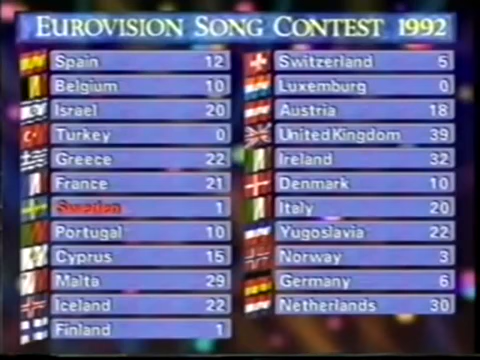 EUROVISION SONG CONTEST 1992
Spain 12
Belgium 10
Israel 20
Turkey 0
Greece 22
France 21
Sweden 1
Portugal 10
Cyprus 15
Malta 29
Iceland 22
Finland 1
Switzerland 5
Luxemburg 0
Austria 18
United Kingdom 39
Ireland 32
Denmark 10
Italy 20
Yugoslavia 22
Norway 3
Germany 6
Netherlands 30